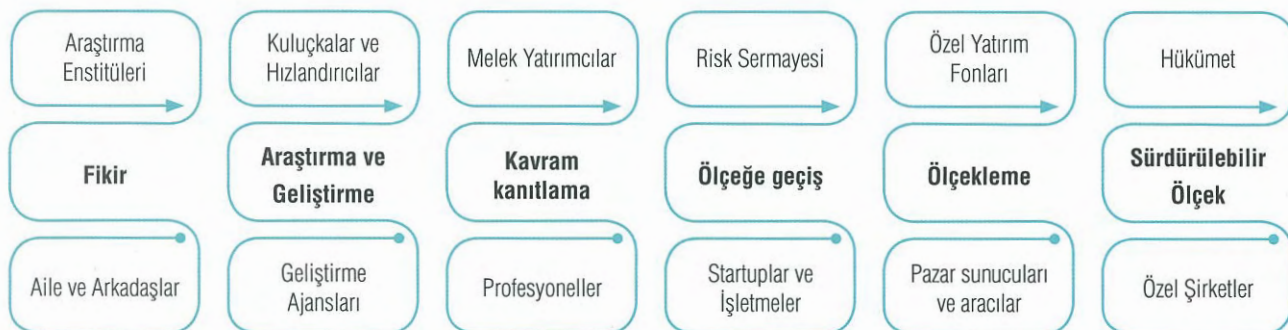 Araştırma
Enstitüleri
Kuluçkalar ve
Hızlandırıcılar
Melek Yatırımcılar
Risk Sermayesi
Özel Yatırım
Fonları
Hükümet
Fikir
Araştırma ve
Geliştirme
Kavram
kanıtlama
Ölçeğe geçiş
Ölçekleme
Sürdürülebilir
Ölçek
Aile ve Arkadaşlar
Geliştirme
Ajansları
Profesyoneller
Startuplar ve
İşletmeler
Pazar sunucuları
ve aracılar
Özel Şirketler